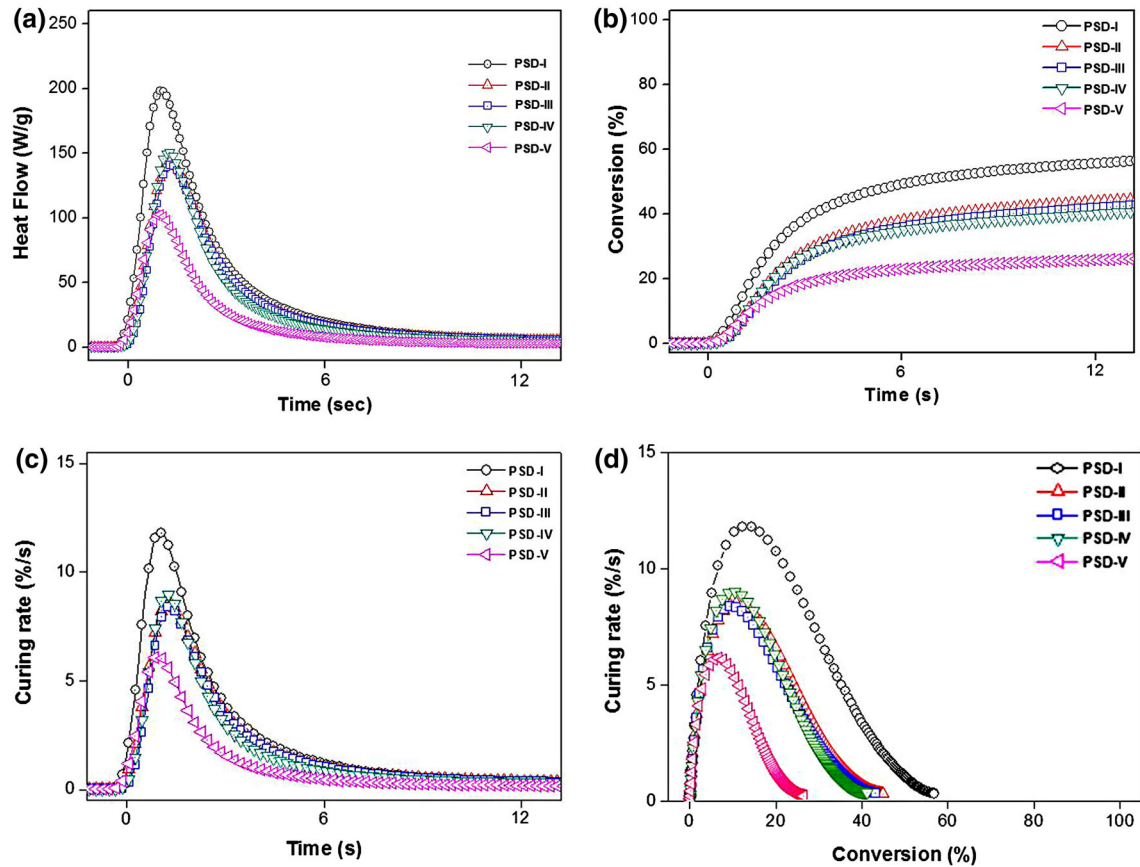 (a)
250
200
150
100
50
0
Heat Flow (W/g)
PSD-I
PSD-II
PSD-III
PSD-IV
PSD-V
0
6
12
Time (sec)
(b)
100
80
60
40
20
0
Conversion (%)
PSD-I
PSD-II
PSD-III
PSD-IV
PSD-V
0
6
12
Time (s)
(c)
15
10
5
0
Curing rate (%/s)
PSD-I
PSD-II
PSD-III
PSD-IV
PSD-V
0
6
12
Time (s)
(d)
15
10
5
0
Curing rate (%/s)
PSD-I
PSD-II
PSD-III
PSD-IV
PSD-V
0
20
40
60
80
100
Conversion (%)